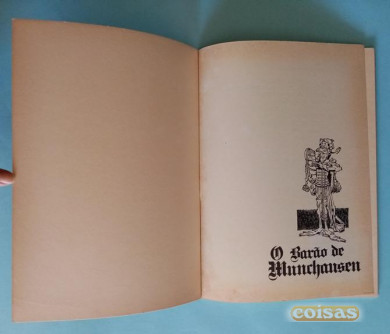 O Barão de
Munchausen
coisas